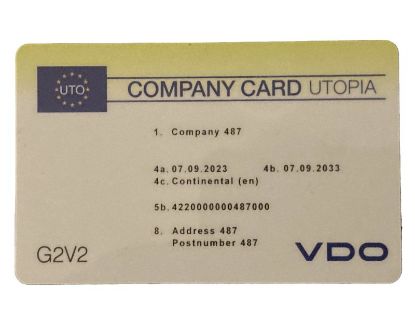 UTO COMPANY CARD UTOPIA
1. Company 487
4a. 07.09.2023 4b. 07.09.2033
4c. Continental (en)
5b. 4220000000487000
8. Address 487
Postnumber 487
G2V2 VDO